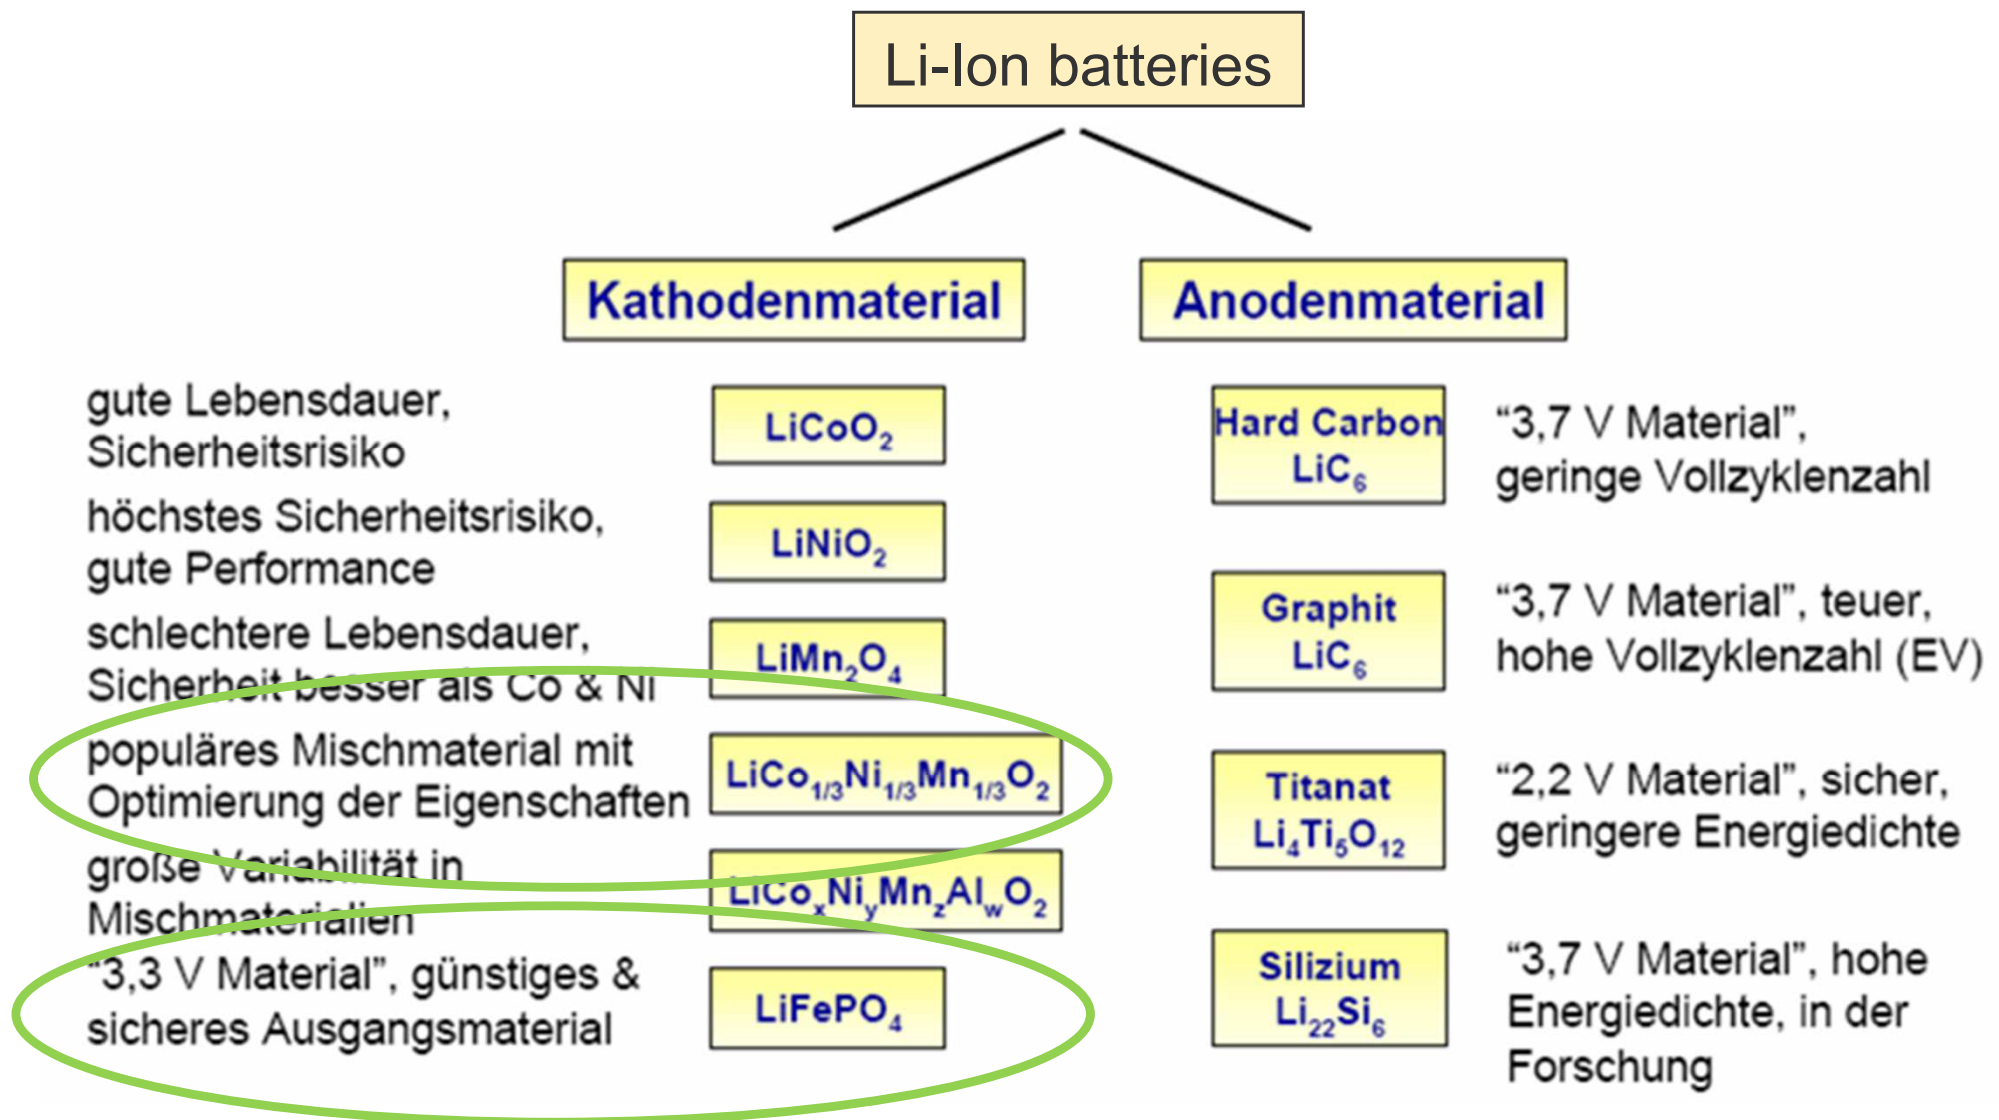 Li-Ion batteries
Kathodenmaterial
gute Lebensdauer,
Sicherheitsrisiko
LiCoO₂
höchstes Sicherheitsrisiko,
gute Performance
LiNiO₂
schlechtere Lebensdauer,
Sicherheit besser als Co & Ni
LiMn₂O₄
populäres Mischmaterial mit
Optimierung der Eigenschaften
LiCo₁/₃Ni₁/₃Mn₁/₃O₂
große Variabilität in
Mischmaterialien
LiCoₓNiᵧMn_zAl_wO₂
“3,3 V Material”, günstiges &
sicheres Ausgangsmaterial
LiFePO₄
Anodenmaterial
Hard Carbon
LiC₆
“3,7 V Material”,
geringe Vollzyklenzahl
Graphit
LiC₆
“3,7 V Material”, teuer,
hohe Vollzyklenzahl (EV)
Titanat
Li₄Ti₅O₁₂
“2,2 V Material”, sicher,
geringere Energiedichte
Silizium
Li₂₂Si₆
“3,7 V Material”, hohe
Energiedichte, in der
Forschung